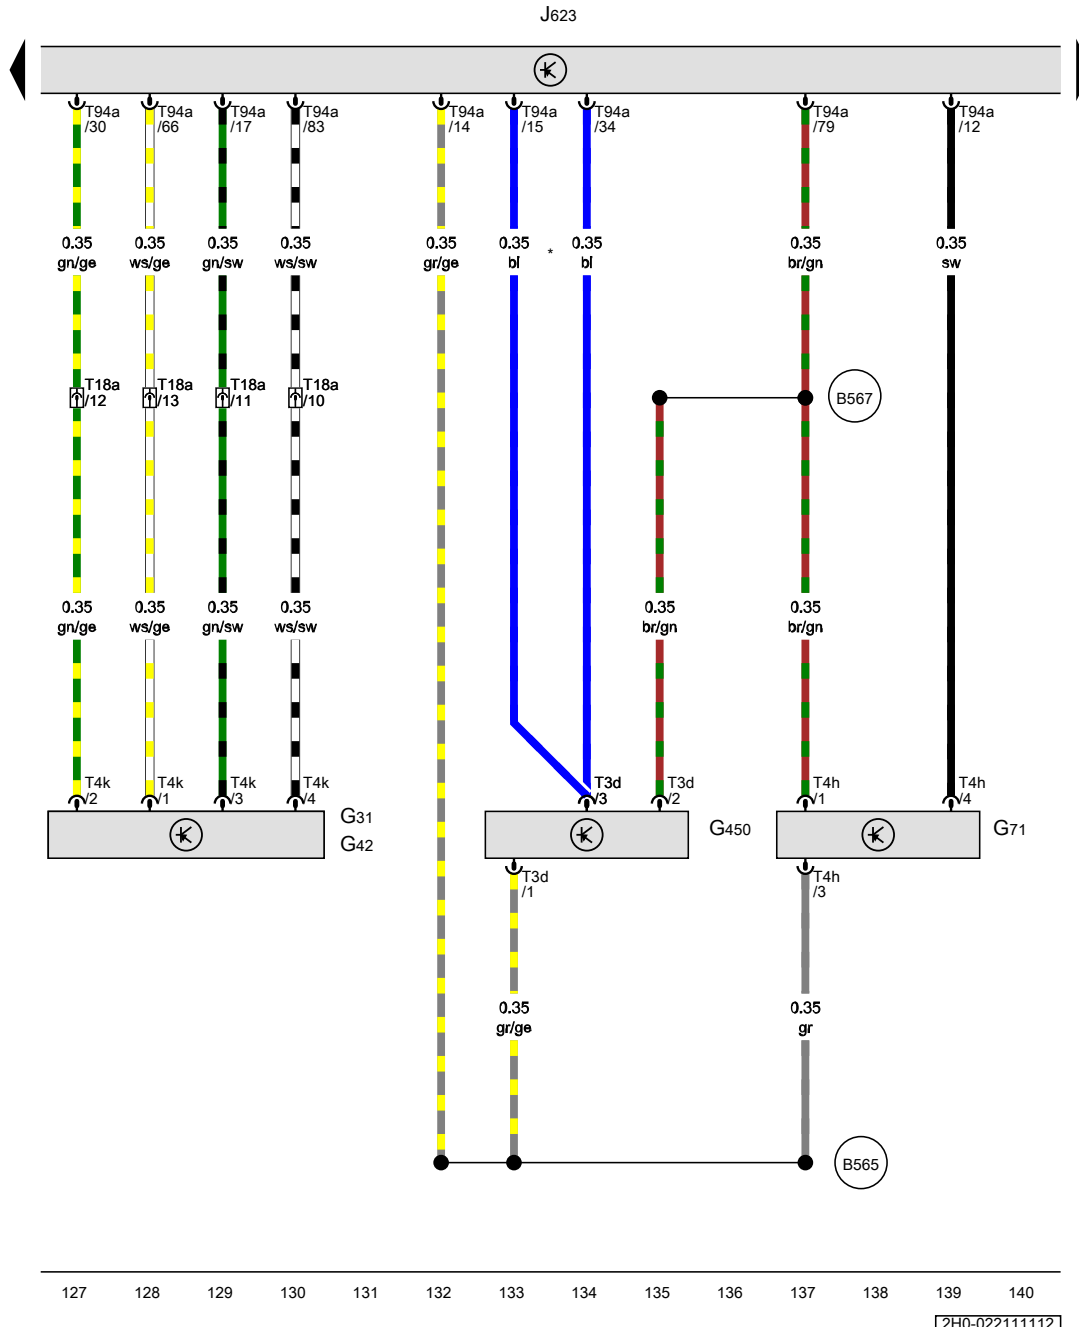 J623
T94a
/30
T94a
/66
T94a
/17
T94a
/83
T94a
/14
T94a
/15
T94a
/34
T94a
/79
T94a
/12
0.35
gn/ge
0.35
ws/ge
0.35
gn/sw
0.35
ws/sw
0.35
gr/ge
0.35
bl
*
0.35
bl
0.35
br/gn
0.35
sw
T18a
/12
T18a
/13
T18a
/11
T18a
/10
B567
0.35
gn/ge
0.35
ws/ge
0.35
gn/sw
0.35
ws/sw
0.35
br/gn
0.35
br/gn
T4k
/2
T4k
/1
T4k
/3
T4k
/4
T3d
/3
T3d
/2
T4h
/1
T4h
/4
G31
G42
G450
G71
T3d
/1
T4h
/3
0.35
gr/ge
0.35
gr
B565
127 128 129 130 131 132 133 134 135 136 137 138 139 140
2H0-022111112